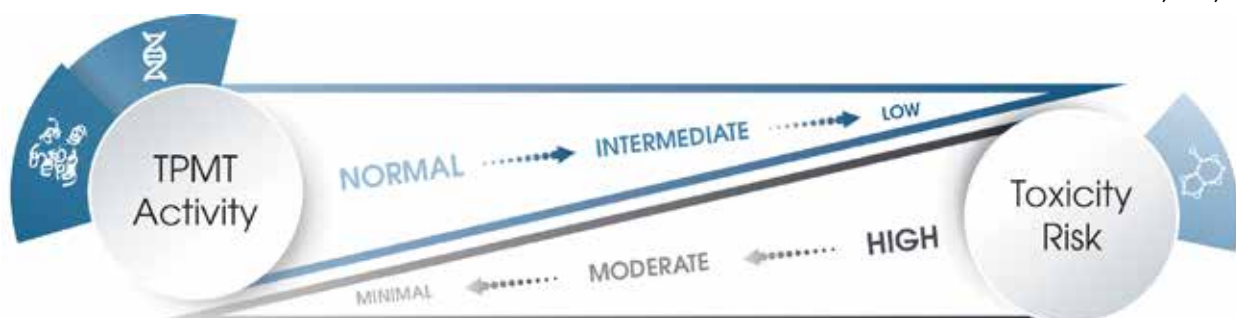 TPMT
Activity
NORMAL
INTERMEDIATE
LOW
Toxicity
Risk
HIGH
MODERATE
MINIMAL